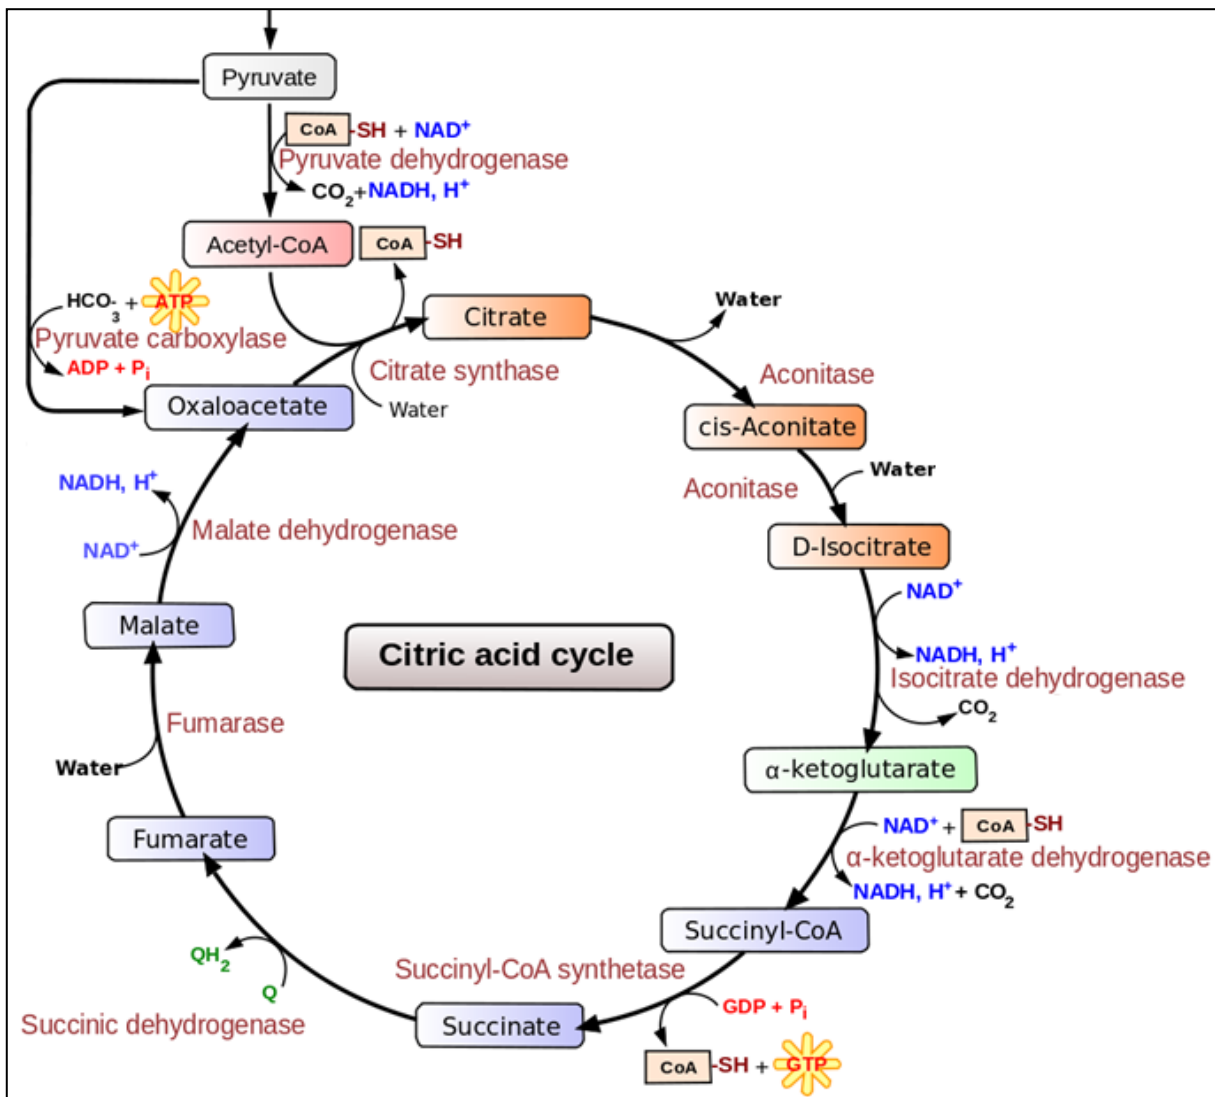 Pyruvate
CoA-SH + NAD+
Pyruvate dehydrogenase
CO2+NADH, H+
Acetyl-CoA
CoA-SH
HCO3- + ATP
Pyruvate carboxylase
ADP + Pi
Citrate
Water
Citrate synthase
Water
Oxaloacetate
Aconitase
cis-Aconitate
Water
Aconitase
D-Isocitrate
NADH, H+
NAD+
Malate dehydrogenase
NAD+
NADH, H+
Isocitrate dehydrogenase
CO2
Malate
Citric acid cycle
Fumarase
Water
α-ketoglutarate
NAD+ + CoA-SH
α-ketoglutarate dehydrogenase
NADH, H+ + CO2
Fumarate
Succinyl-CoA
QH2
Q
Succinic dehydrogenase
Succinyl-CoA synthetase
GDP + Pi
Succinate
CoA-SH + GTP